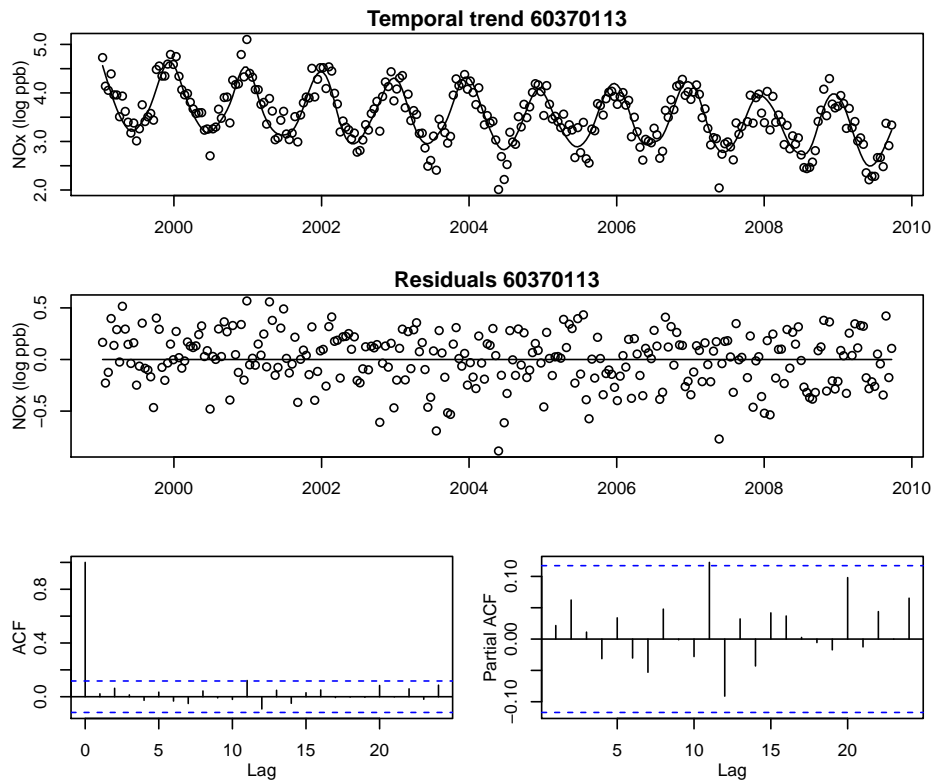 Temporal trend 60370113
NOx (log ppb)
5.0
4.0
3.0
2.0
2000 2002 2004 2006 2008 2010
Residuals 60370113
NOx (log ppb)
0.5
0.0
−0.5
2000 2002 2004 2006 2008 2010
ACF
0.8
0.4
0.0
0 5 10 15 20
Lag
Partial ACF
0.10
0.00
−0.10
5 10 15 20
Lag